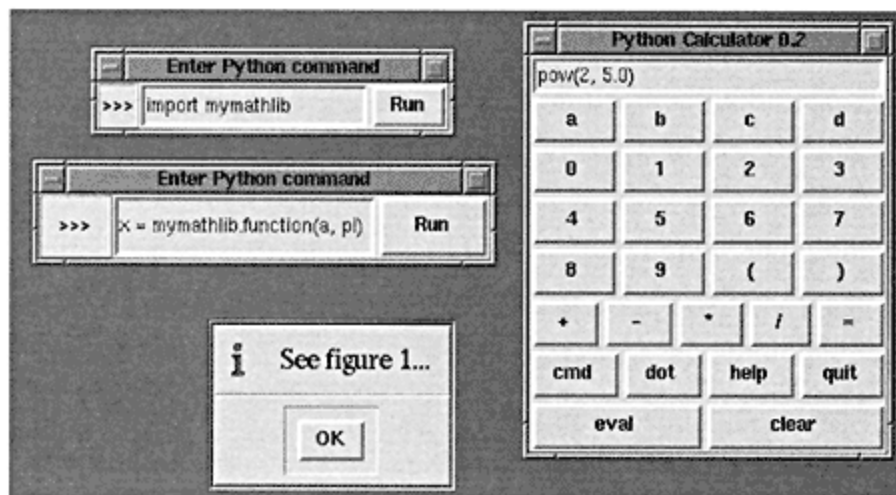 Enter Python command
>>> import mymathlib Run
Enter Python command
>>> x = mymathlib.function(a, pi) Run
i See figure 1...
OK
Python Calculator 0.2
pow(2, 5.0)
a b c d
0 1 2 3
4 5 6 7
8 9 ( )
+ - * / =
cmd dot help quit
eval clear